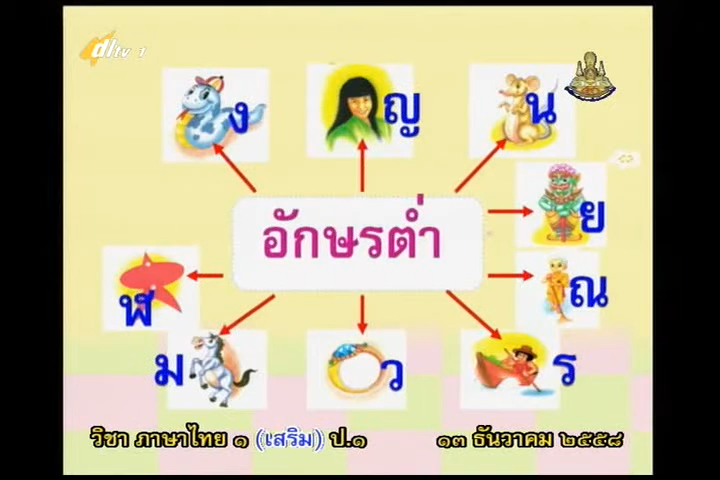 dltv 1
ง
ญ
น
ย
อักษรต่ำ
ฬ
ณ
ม
ว
ร
วิชา ภาษาไทย ๑ (เสริม) ป.๑ ๑๓ ธันวาคม ๒๕๕๘